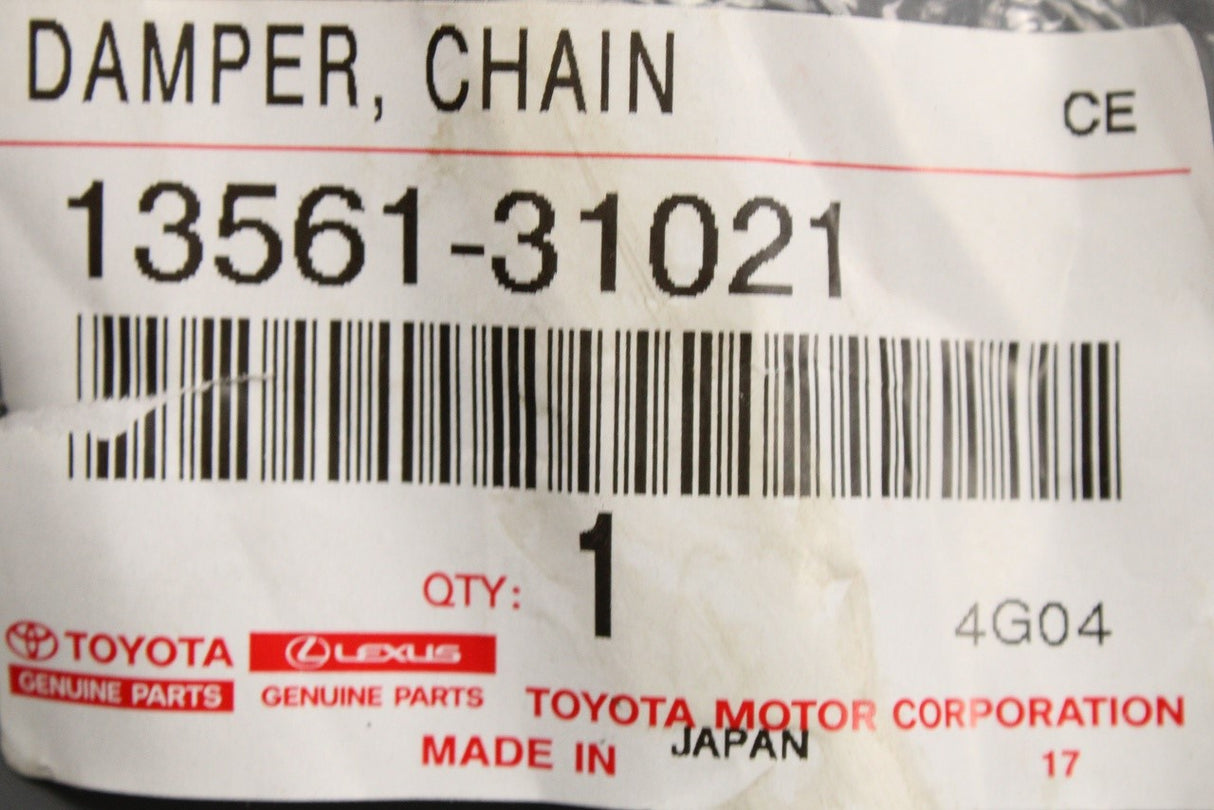 DAMPER, CHAIN
CE
13561-31021
QTY: 1
4G04
TOYOTA
GENUINE PARTS
LEXUS
GENUINE PARTS
TOYOTA MOTOR CORPORATION
MADE IN JAPAN
17